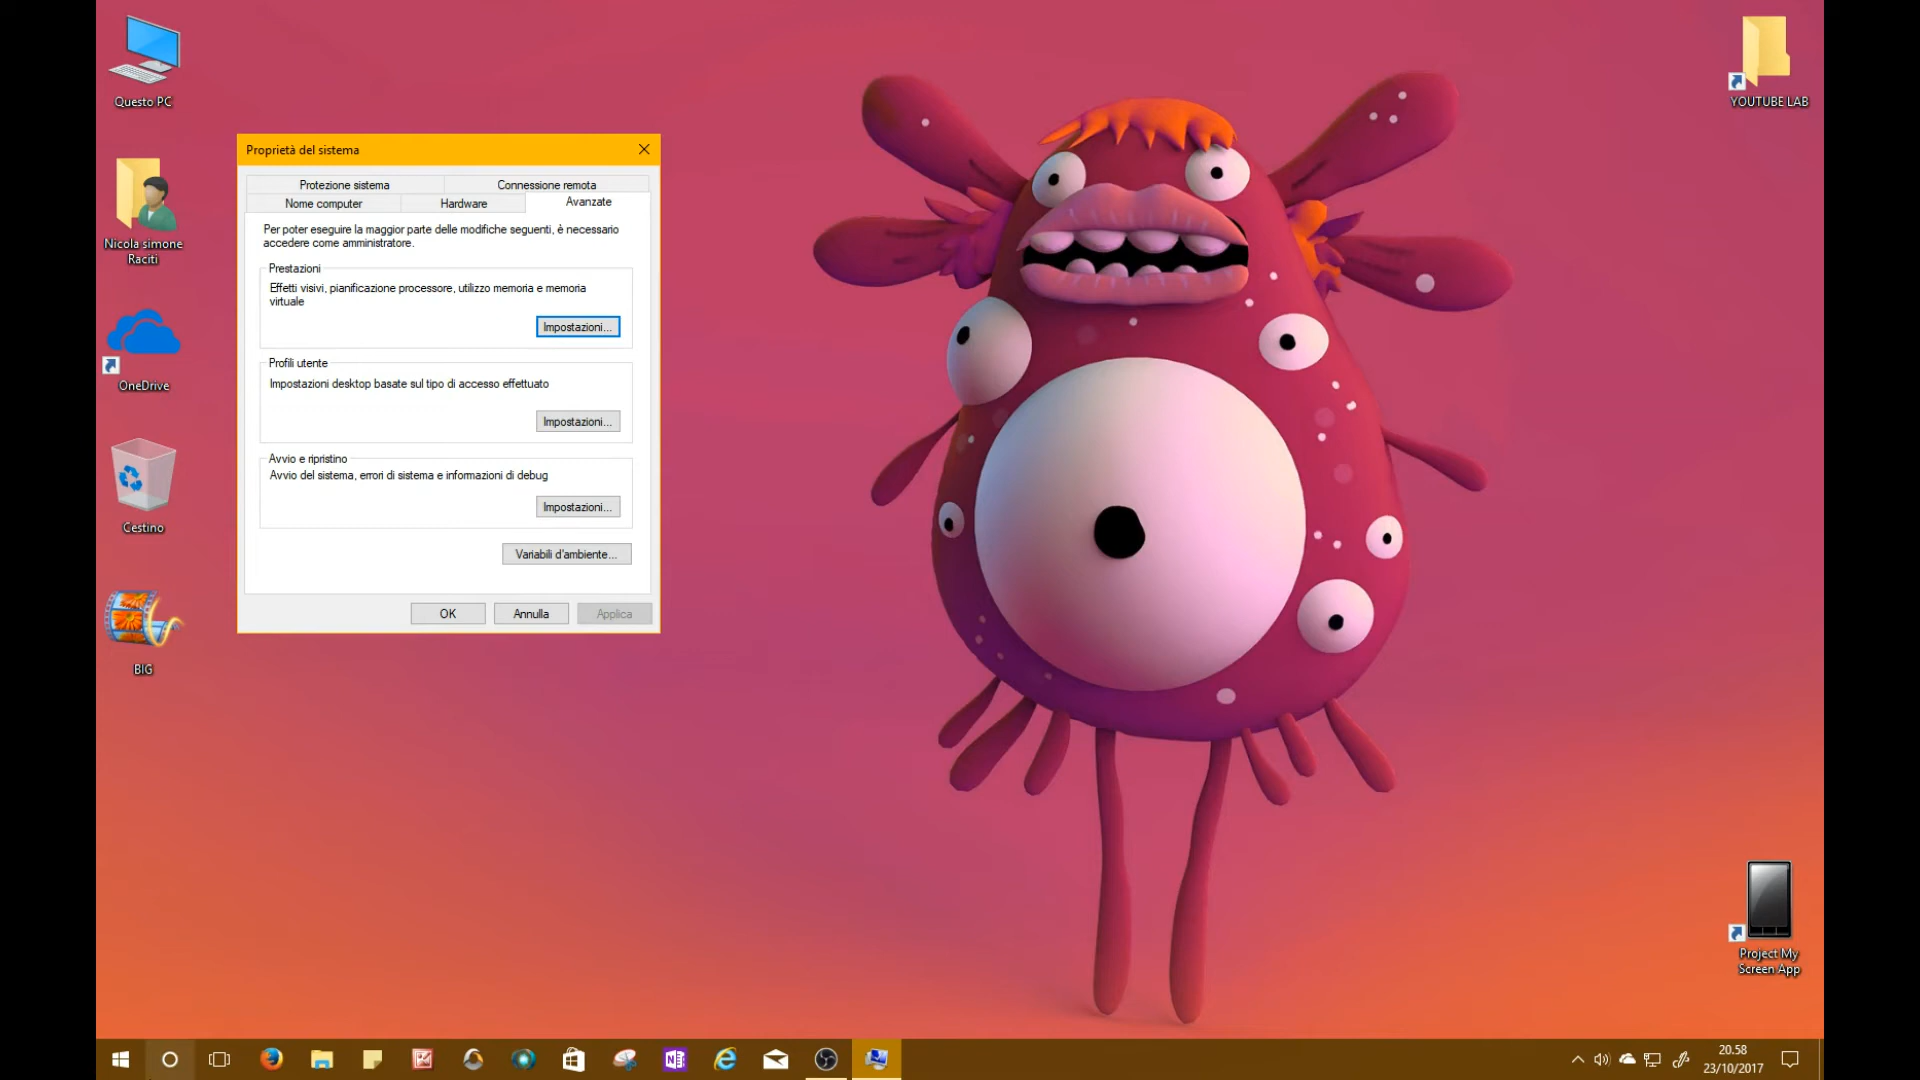 Questo PC
YOUTUBE LAB
Proprietà del sistema
Protezione sistema
Connessione remota
Nome computer
Hardware
Avanzate
Per poter eseguire la maggior parte delle modifiche seguenti, è necessario
accedere come amministratore.
Prestazioni
Effetti visivi, pianificazione processore, utilizzo memoria e memoria
virtuale
Impostazioni...
Profili utente
Impostazioni desktop basate sul tipo di accesso effettuato
Impostazioni...
Avvio e ripristino
Avvio del sistema, errori di sistema e informazioni di debug
Impostazioni...
Variabili d'ambiente...
OK
Annulla
Applica
Nicola simone
Raciti
OneDrive
Cestino
BIG
Project My
Screen App
N
20.58
23/10/2017